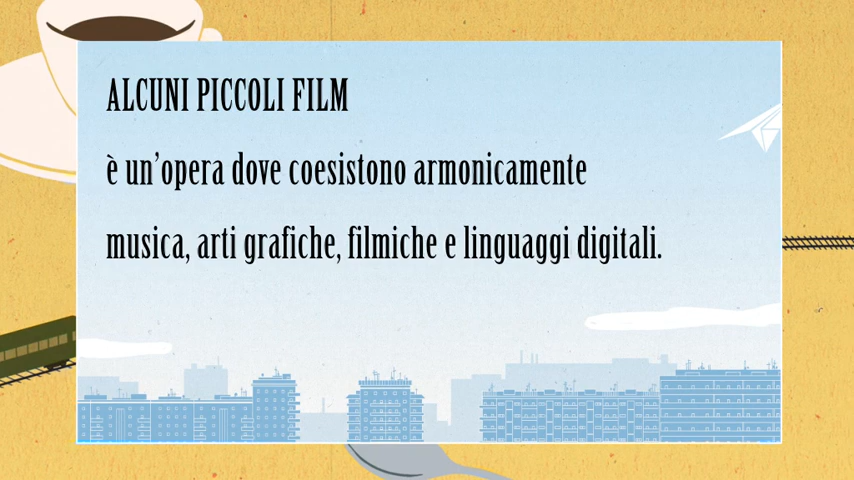 ALCUNI PICCOLI FILM
è un’opera dove coesistono armonicamente
musica, arti grafiche, filmiche e linguaggi digitali.